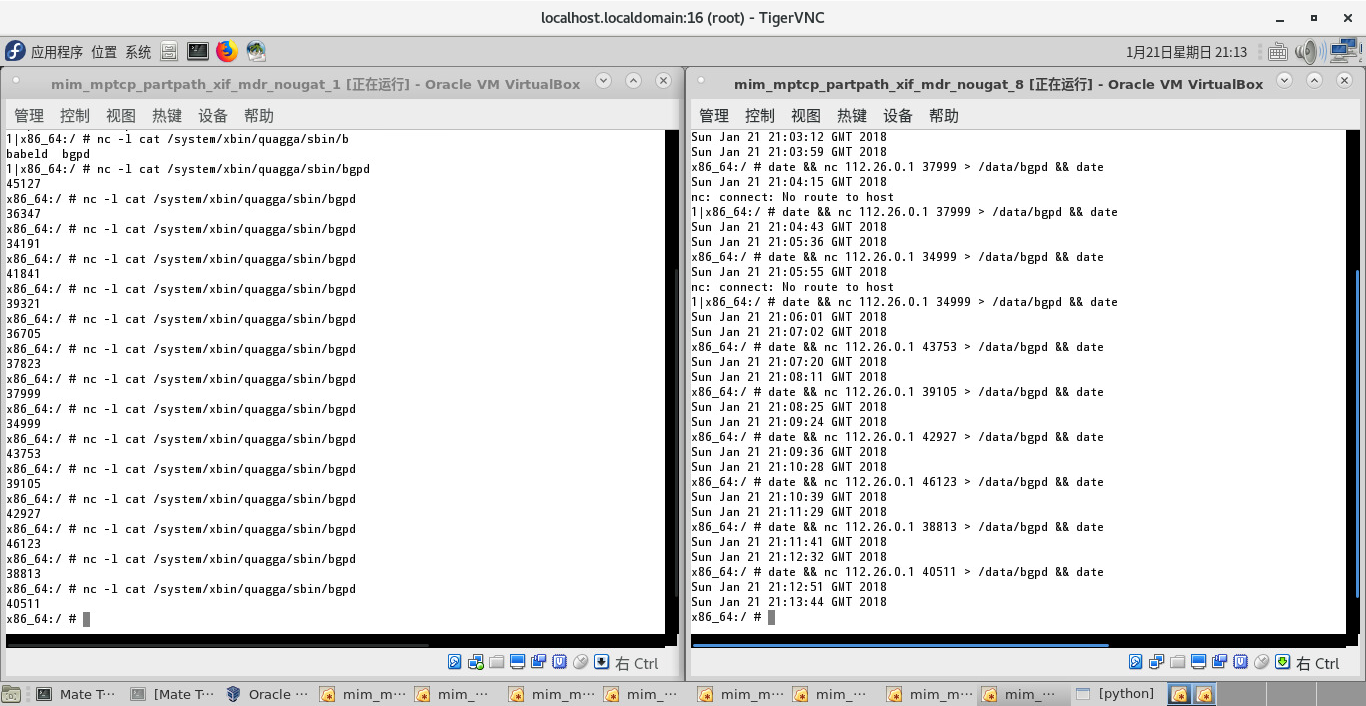 localhost.localdomain:16 (root) - TigerVNC
应用程序 位置 系统
1月21日星期日 21:13
mim_mptcp_partpath_xif_mdr_nougat_1 [正在运行] - Oracle VM VirtualBox
管理 控制 视图 热键 设备 帮助
1|x86_64:/ # nc -l cat /system/xbin/quagga/sbin/b
babeld  bgpd
1|x86_64:/ # nc -l cat /system/xbin/quagga/sbin/bgpd
45127
x86_64:/ # nc -l cat /system/xbin/quagga/sbin/bgpd
36347
x86_64:/ # nc -l cat /system/xbin/quagga/sbin/bgpd
34191
x86_64:/ # nc -l cat /system/xbin/quagga/sbin/bgpd
41841
x86_64:/ # nc -l cat /system/xbin/quagga/sbin/bgpd
39321
x86_64:/ # nc -l cat /system/xbin/quagga/sbin/bgpd
36705
x86_64:/ # nc -l cat /system/xbin/quagga/sbin/bgpd
37823
x86_64:/ # nc -l cat /system/xbin/quagga/sbin/bgpd
37999
x86_64:/ # nc -l cat /system/xbin/quagga/sbin/bgpd
34999
x86_64:/ # nc -l cat /system/xbin/quagga/sbin/bgpd
43753
x86_64:/ # nc -l cat /system/xbin/quagga/sbin/bgpd
39105
x86_64:/ # nc -l cat /system/xbin/quagga/sbin/bgpd
42927
x86_64:/ # nc -l cat /system/xbin/quagga/sbin/bgpd
46123
x86_64:/ # nc -l cat /system/xbin/quagga/sbin/bgpd
38813
x86_64:/ # nc -l cat /system/xbin/quagga/sbin/bgpd
40511
x86_64:/ #
右 Ctrl
mim_mptcp_partpath_xif_mdr_nougat_8 [正在运行] - Oracle VM VirtualBox
管理 控制 视图 热键 设备 帮助
Sun Jan 21 21:03:12 GMT 2018
Sun Jan 21 21:03:59 GMT 2018
x86_64:/ # date && nc 112.26.0.1 37999 > /data/bgpd && date
Sun Jan 21 21:04:15 GMT 2018
nc: connect: No route to host
1|x86_64:/ # date && nc 112.26.0.1 37999 > /data/bgpd && date
Sun Jan 21 21:04:43 GMT 2018
Sun Jan 21 21:05:36 GMT 2018
x86_64:/ # date && nc 112.26.0.1 34999 > /data/bgpd && date
Sun Jan 21 21:05:55 GMT 2018
nc: connect: No route to host
1|x86_64:/ # date && nc 112.26.0.1 34999 > /data/bgpd && date
Sun Jan 21 21:06:01 GMT 2018
Sun Jan 21 21:07:02 GMT 2018
x86_64:/ # date && nc 112.26.0.1 43753 > /data/bgpd && date
Sun Jan 21 21:07:20 GMT 2018
Sun Jan 21 21:08:11 GMT 2018
x86_64:/ # date && nc 112.26.0.1 39105 > /data/bgpd && date
Sun Jan 21 21:08:25 GMT 2018
Sun Jan 21 21:09:24 GMT 2018
x86_64:/ # date && nc 112.26.0.1 42927 > /data/bgpd && date
Sun Jan 21 21:09:36 GMT 2018
Sun Jan 21 21:10:28 GMT 2018
x86_64:/ # date && nc 112.26.0.1 46123 > /data/bgpd && date
Sun Jan 21 21:10:39 GMT 2018
Sun Jan 21 21:11:29 GMT 2018
x86_64:/ # date && nc 112.26.0.1 38813 > /data/bgpd && date
Sun Jan 21 21:11:41 GMT 2018
Sun Jan 21 21:12:32 GMT 2018
x86_64:/ # date && nc 112.26.0.1 40511 > /data/bgpd && date
Sun Jan 21 21:12:51 GMT 2018
Sun Jan 21 21:13:44 GMT 2018
x86_64:/ #
右 Ctrl
Mate T… [Mate T… Oracle … mim_m… mim_… mim_m… mim_… mim_m… mim_… mim_m… mim_… [python]